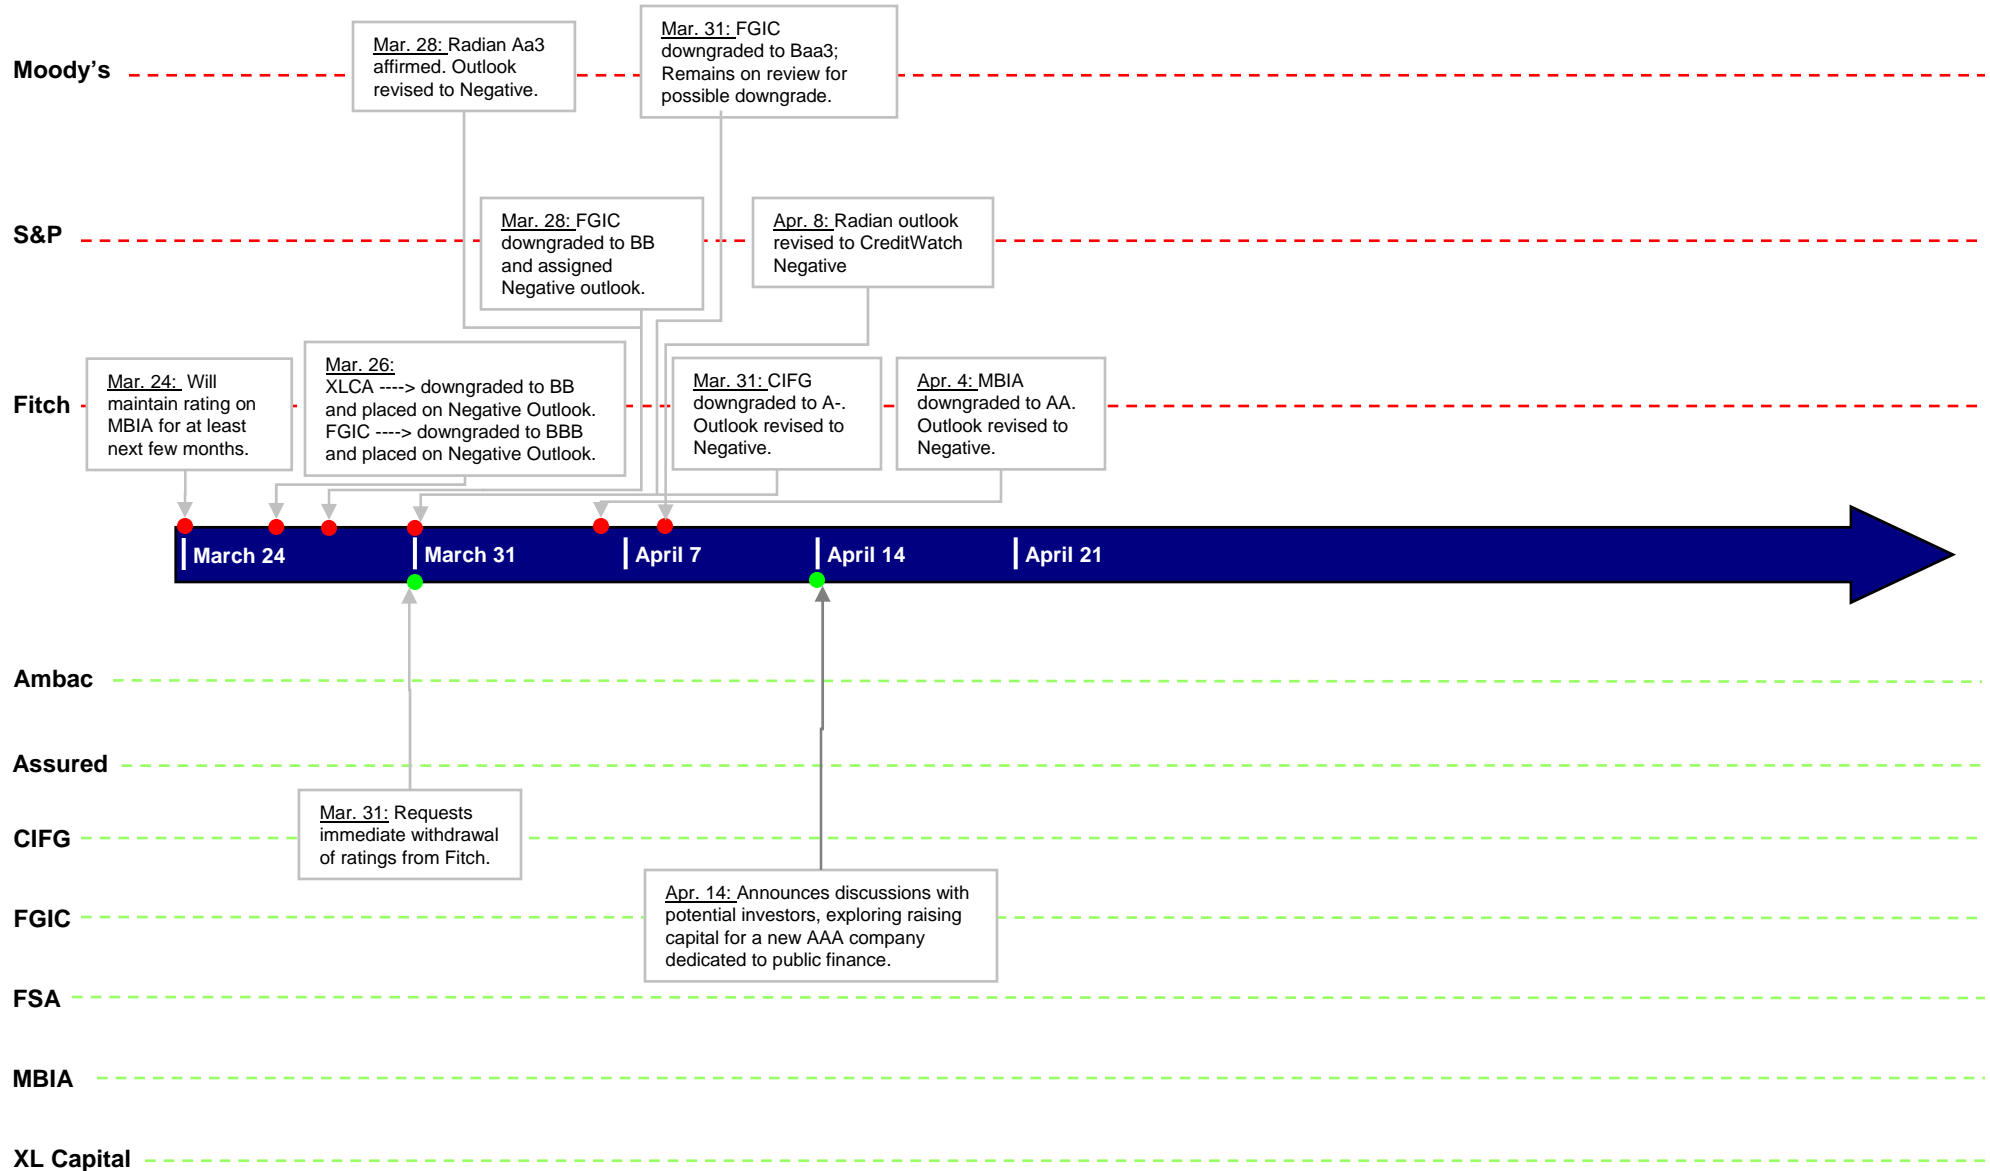 Moody's
Mar. 28: Radian Aa3
affirmed. Outlook
revised to Negative.
Mar. 31: FGIC
downgraded to Baa3;
Remains on review for
possible downgrade.
S&P
Mar. 28: FGIC
downgraded to BB
and assigned
Negative outlook.
Apr. 8: Radian outlook
revised to CreditWatch
Negative
Fitch
Mar. 24: Will
maintain rating on
MBIA for at least
next few months.
Mar. 26:
XLCA ----> downgraded to BB
and placed on Negative Outlook.
FGIC ----> downgraded to BBB
and placed on Negative Outlook.
Mar. 31: CIFG
downgraded to A-.
Outlook revised to
Negative.
Apr. 4: MBIA
downgraded to AA.
Outlook revised to
Negative.
March 24
March 31
April 7
April 14
April 21
Ambac
Assured
CIFG
Mar. 31: Requests
immediate withdrawal
of ratings from Fitch.
FGIC
Apr. 14: Announces discussions with
potential investors, exploring raising
capital for a new AAA company
dedicated to public finance.
FSA
MBIA
XL Capital